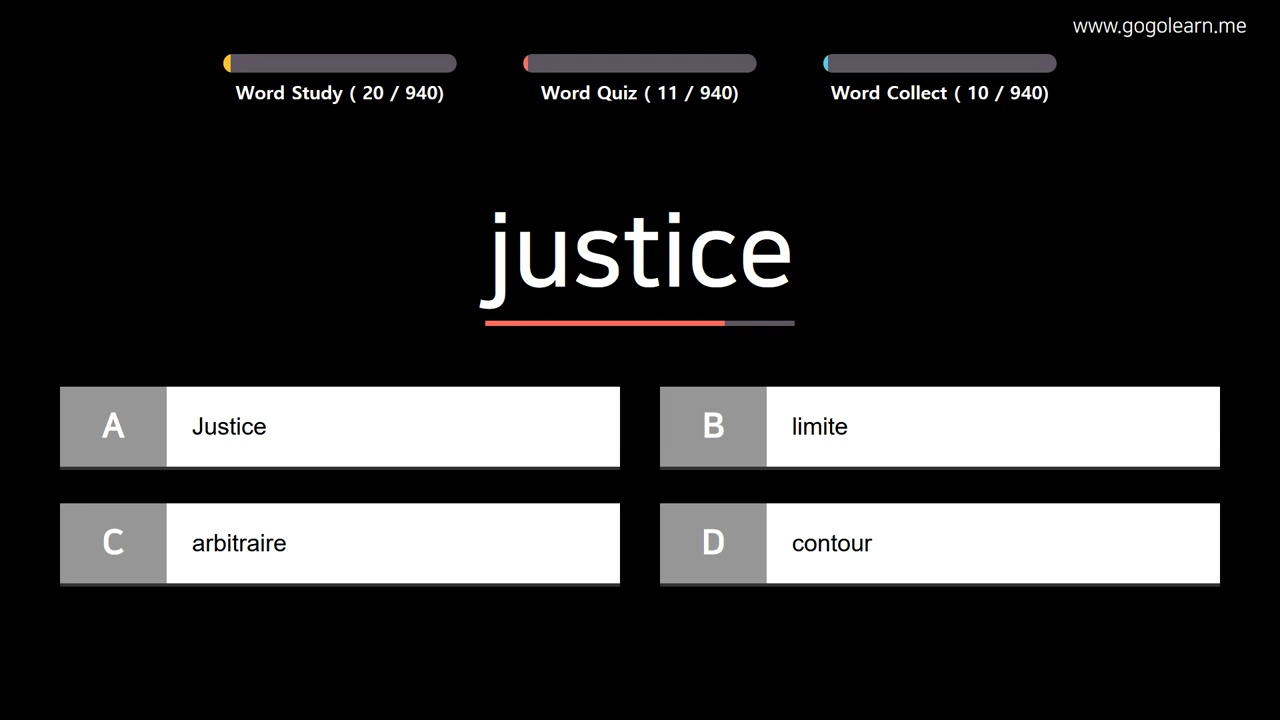 www.gogolearn.me
Word Study ( 20 / 940)
Word Quiz ( 11 / 940)
Word Collect ( 10 / 940)
justice
A Justice
B limite
C arbitraire
D contour